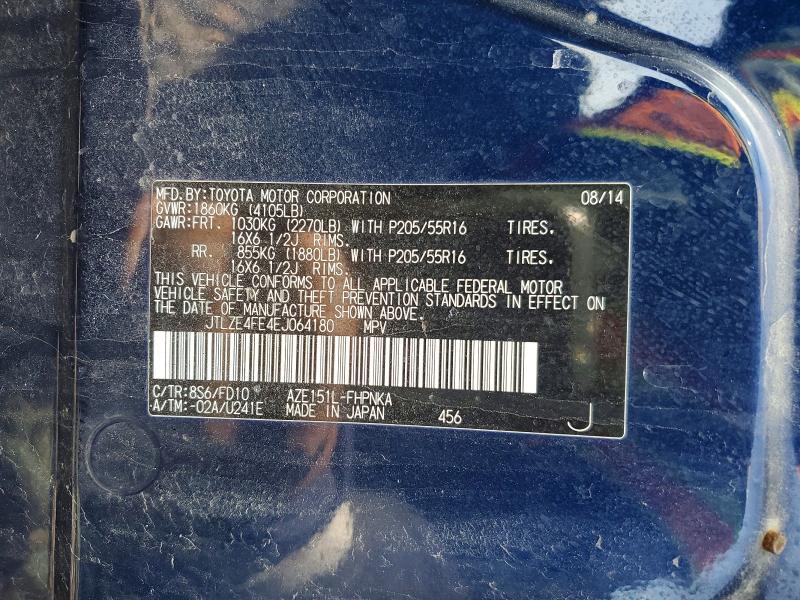 MFD.BY:TOYOTA MOTOR CORPORATION 08/14
GVWR:1860KG (4105LB)
GAWR:FRT. 1030KG (2270LB) WITH P205/55R16 TIRES.
16X6 1/2J RIMS.
RR. 855KG (1880LB) WITH P205/55R16 TIRES.
16X6 1/2J RIMS.
THIS VEHICLE CONFORMS TO ALL APPLICABLE FEDERAL MOTOR
VEHICLE SAFETY AND THEFT PREVENTION STANDARDS IN EFFECT ON
THE DATE OF MANUFACTURE SHOWN ABOVE.
JTLZE4FE4EJ064180 MPV
C/TR:8S6/FD10 AZE151L-FHPNKA
A/TM:-02A/U241E MADE IN JAPAN 456 J